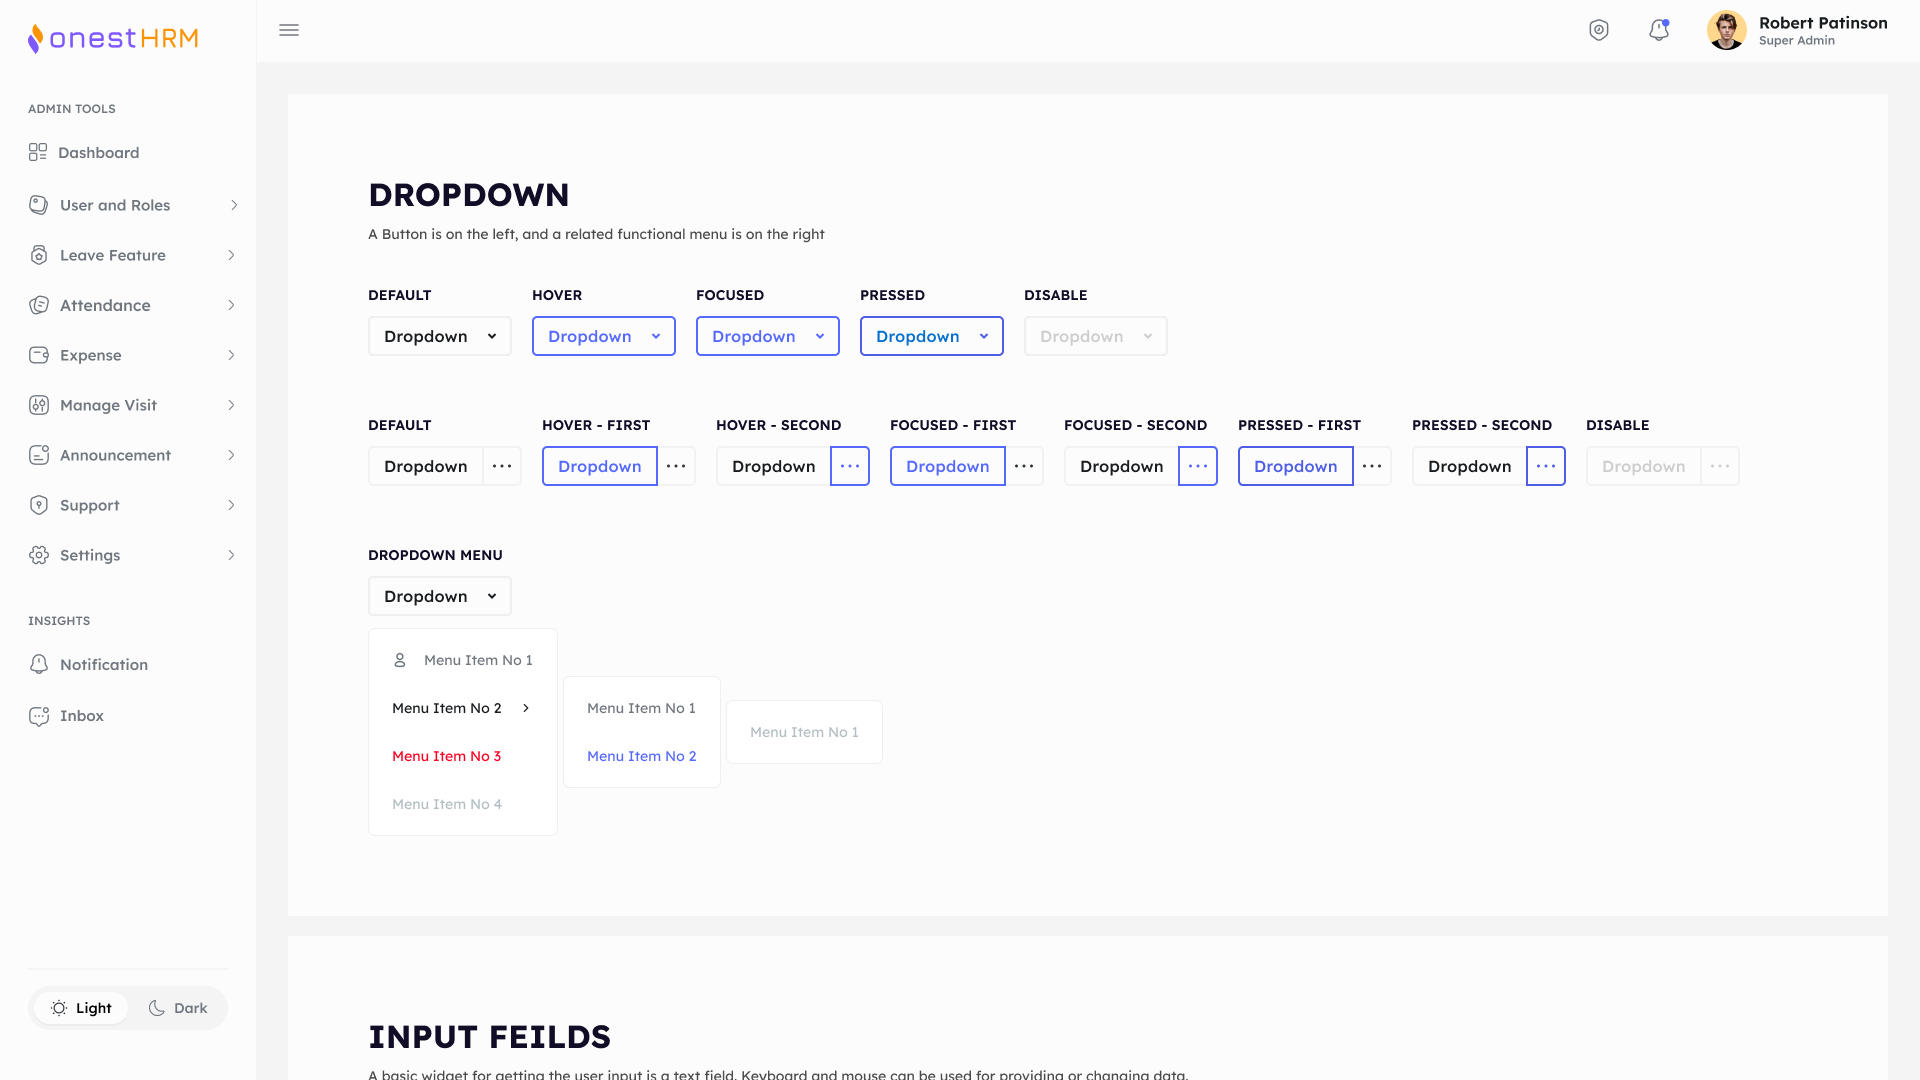 onestHRM
Robert Patinson
Super Admin
ADMIN TOOLS
Dashboard
User and Roles
Leave Feature
Attendance
Expense
Manage Visit
Announcement
Support
Settings
INSIGHTS
Notification
Inbox
Light Dark
DROPDOWN
A Button is on the left, and a related functional menu is on the right
DEFAULT HOVER FOCUSED PRESSED DISABLE
Dropdown Dropdown Dropdown Dropdown Dropdown
DEFAULT HOVER - FIRST HOVER - SECOND FOCUSED - FIRST FOCUSED - SECOND PRESSED - FIRST PRESSED - SECOND DISABLE
Dropdown Dropdown Dropdown Dropdown Dropdown Dropdown Dropdown Dropdown
DROPDOWN MENU
Dropdown
Menu Item No 1
Menu Item No 2
Menu Item No 3
Menu Item No 4
Menu Item No 1
Menu Item No 2
Menu Item No 1
INPUT FEILDS
A basic widget for getting the user input is a text field. Keyboard and mouse can be used for providing or changing data.